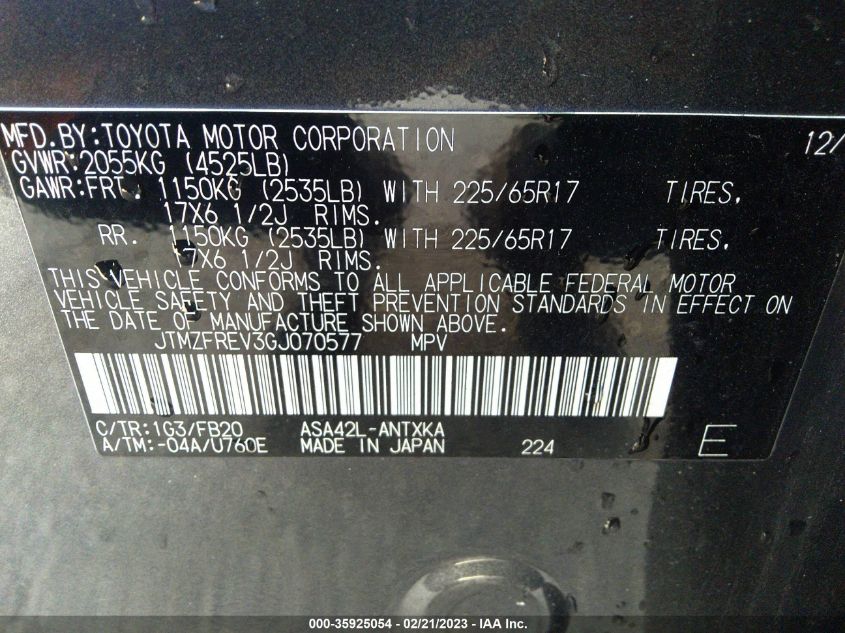 MFD.BY:TOYOTA MOTOR CORPORATION 12/
GVWR:2055KG (4525LB)
GAWR:FRT. 1150KG (2535LB) WITH 225/65R17 TIRES.
17X6 1/2J RIMS.
RR. 1150KG (2535LB) WITH 225/65R17 TIRES.
17X6 1/2J RIMS.
THIS VEHICLE CONFORMS TO ALL APPLICABLE FEDERAL MOTOR
VEHICLE SAFETY AND THEFT PREVENTION STANDARDS IN EFFECT ON
THE DATE OF MANUFACTURE SHOWN ABOVE.
JTMZFREV3GJ070577 MPV
C/TR:1G3/FB20 ASA42L-ANTXKA
A/TM:-04A/U760E MADE IN JAPAN 224 E
000-35925054 - 02/21/2023 - IAA Inc.